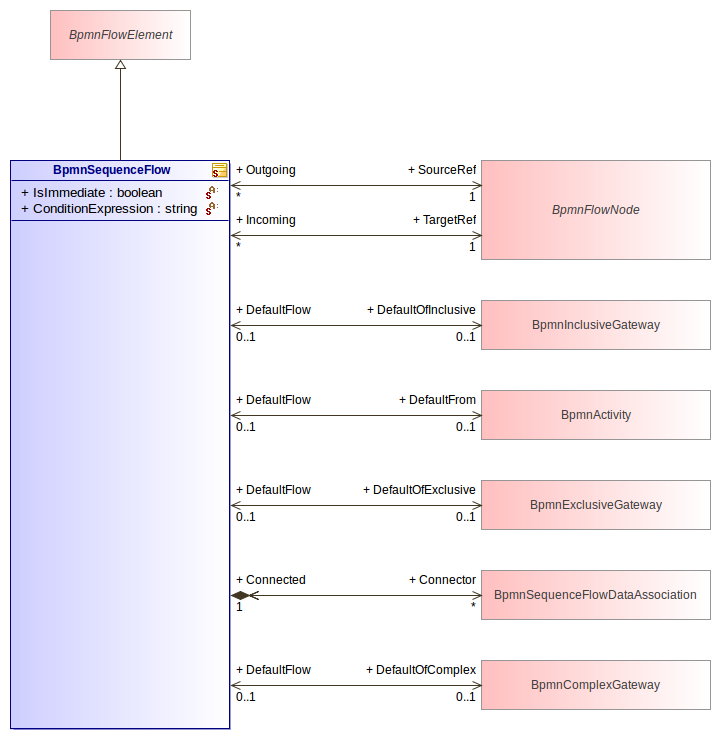 BpmnFlowElement
BpmnSequenceFlow
+ IsImmediate : boolean
+ ConditionExpression : string
+ Outgoing + SourceRef
* 1
+ Incoming + TargetRef
* 1
BpmnFlowNode
+ DefaultFlow + DefaultOfInclusive
0..1 0..1
BpmnInclusiveGateway
+ DefaultFlow + DefaultFrom
0..1 0..1
BpmnActivity
+ DefaultFlow + DefaultOfExclusive
0..1 0..1
BpmnExclusiveGateway
+ Connected + Connector
1 *
BpmnSequenceFlowDataAssociation
+ DefaultFlow + DefaultOfComplex
0..1 0..1
BpmnComplexGateway